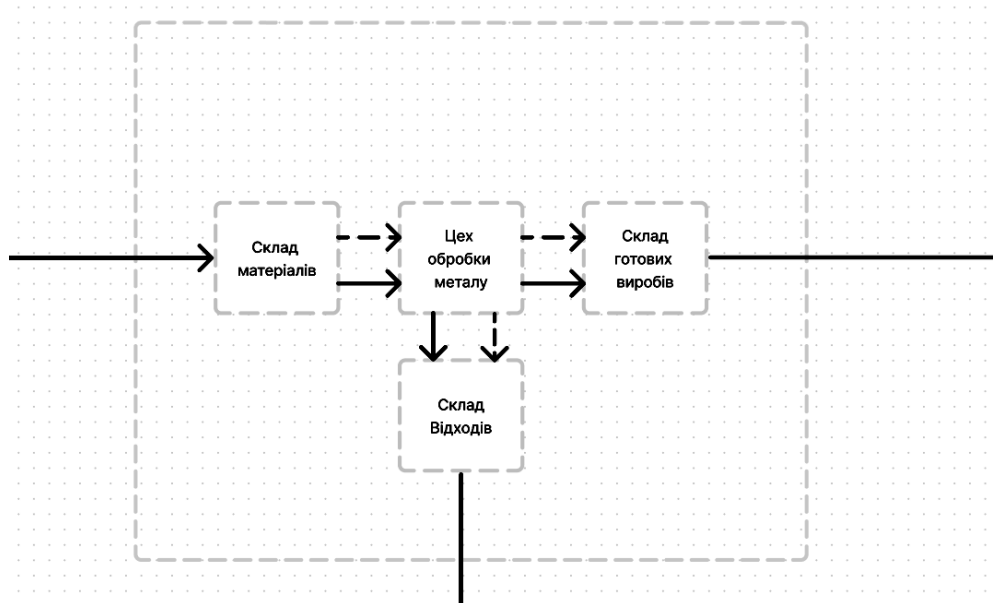 Склад
матеріалів
Цех
обробки
металу
Склад
готових
виробів
Склад
Відходів